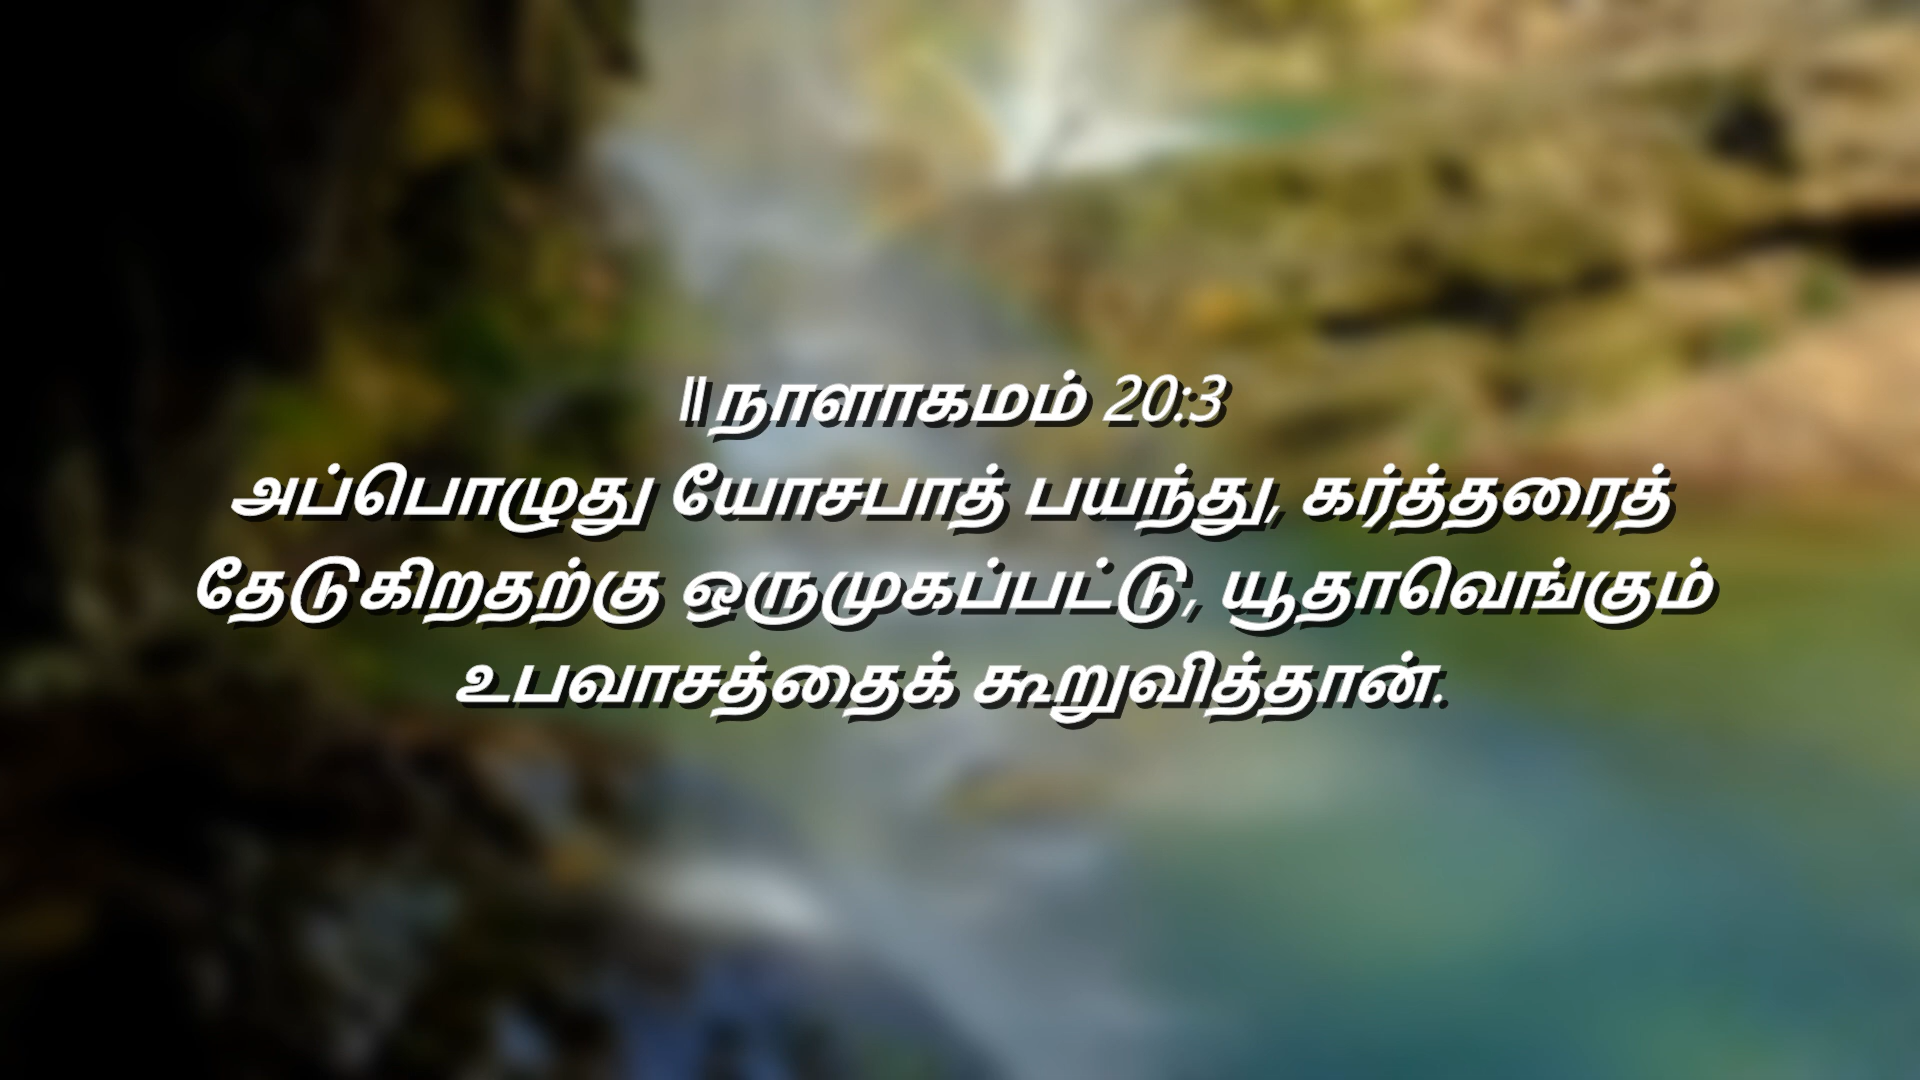 II நாளாகமம் 20:3
அப்பொழுது யோசபாத் பயந்து, கர்த்தரைத்
தேடுகிறதற்கு ஒருமுகப்பட்டு, யூதாவெங்கும்
உபவாசத்தைக் கூறுவித்தான்.